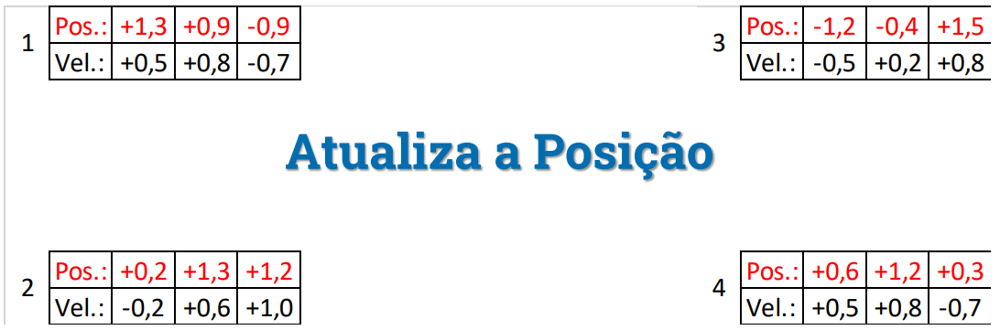 1 Pos.: +1,3 +0,9 -0,9
Vel.: +0,5 +0,8 -0,7
3 Pos.: -1,2 -0,4 +1,5
Vel.: -0,5 +0,2 +0,8
Atualiza a Posição
2 Pos.: +0,2 +1,3 +1,2
Vel.: -0,2 +0,6 +1,0
4 Pos.: +0,6 +1,2 +0,3
Vel.: +0,5 +0,8 -0,7